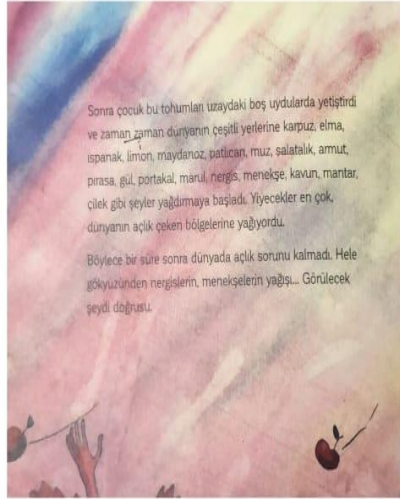 Sonra çocuk bu tohumları uzaydaki boş uydularda yetiştirdi
ve zaman zaman dünyanın çeşitli yerlerine karpuz, elma,
ıspanak, limon, maydanoz, patlıcan, muz, salatalık, armut,
pırasa, gül, portakal, marul, nergis, menekşe, kavun, mantar,
çilek gibi şeyler yağdırmaya başladı. Yiyecekler en çok,
dünyanın açlık çeken bölgelerine yağıyordu.
Böylece bir süre sonra dünyada açlık sorunu kalmadı. Hele
gökyüzünden nergislerin, menekşelerin yağışı... Görülecek
şeydi doğrusu.